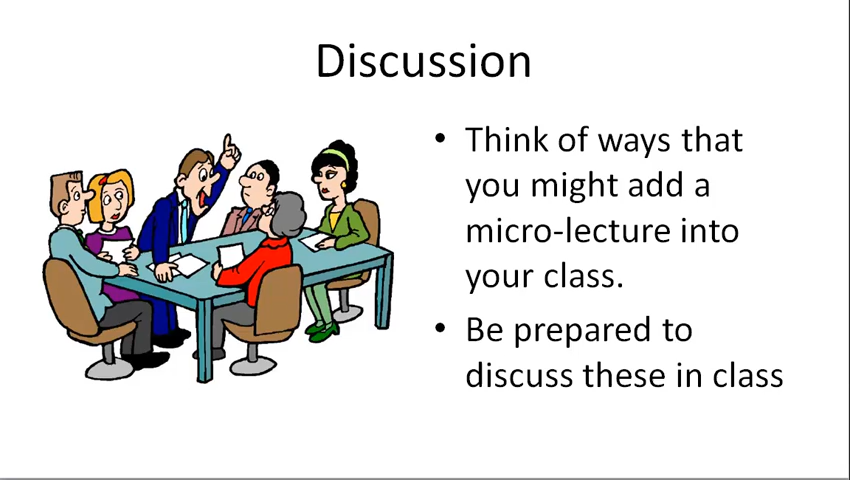 Discussion
• Think of ways that
you might add a
micro-lecture into
your class.
• Be prepared to
discuss these in class